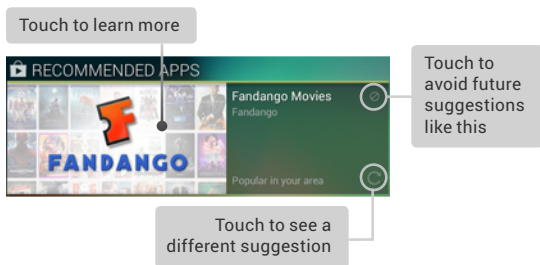 Touch to learn more
RECOMMENDED APPS
Fandango Movies
Fandango
FANDANGO
Popular in your area
Touch to
avoid future
suggestions
like this
Touch to see a
different suggestion